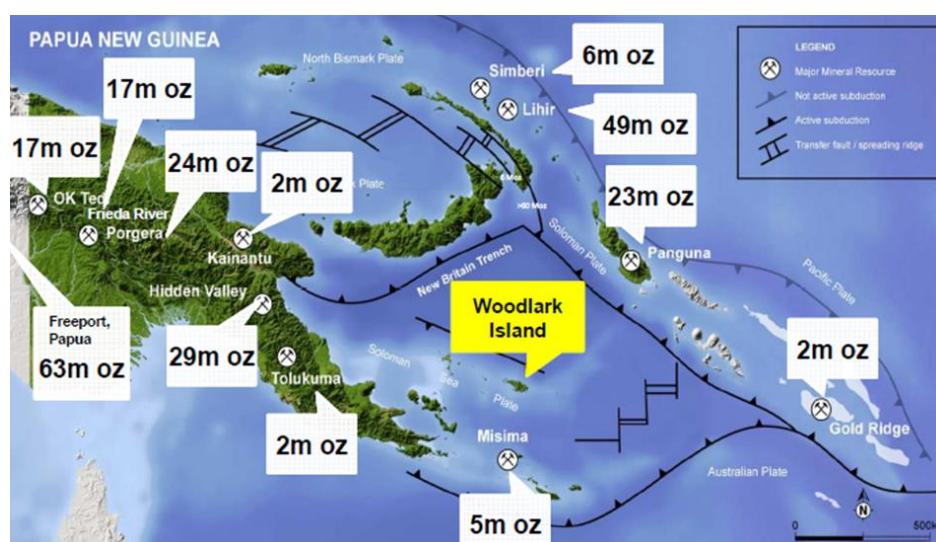 PAPUA NEW GUINEA
North Bismark Plate
Simberi
6m oz
LEGEND
Major Mineral Resource
Not active subduction
Active subduction
Transfer fault / spreading ridge
17m oz
Lihir
49m oz
17m oz
24m oz
2m oz
Plate
23m oz
OK Tedi
Frieda River
Porgera
Kainantu
Soloman Plate
Panguna
New Britain Trench
Pacific Plate
Hidden Valley
Woodlark
Island
Freeport,
Papua
63m oz
29m oz
Soloman
Sea
Plate
2m oz
Tolukuma
2m oz
Misima
Gold Ridge
Australian Plate
5m oz
N
0
500k